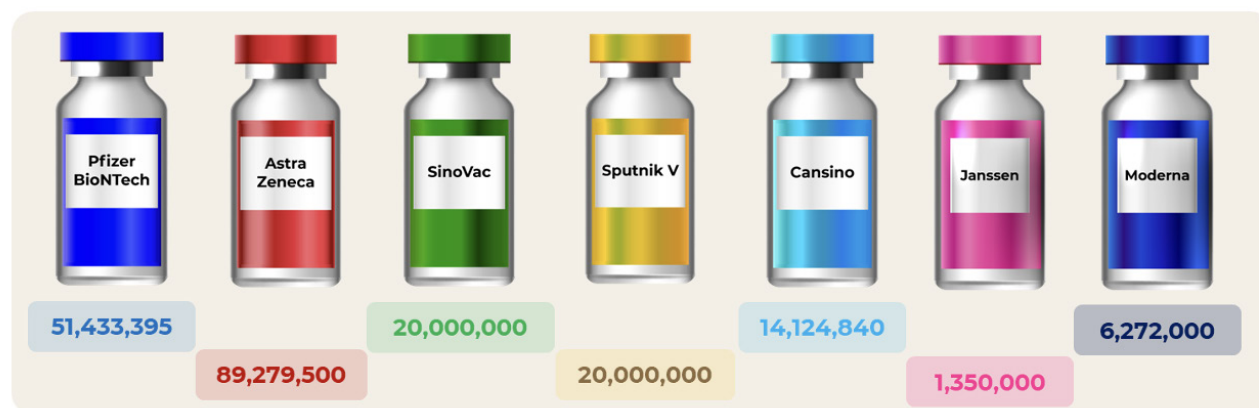 Pfizer
BioNTech
Astra
Zeneca
SinoVac
Sputnik V
Cansino
Janssen
Moderna
51,433,395
89,279,500
20,000,000
20,000,000
14,124,840
1,350,000
6,272,000